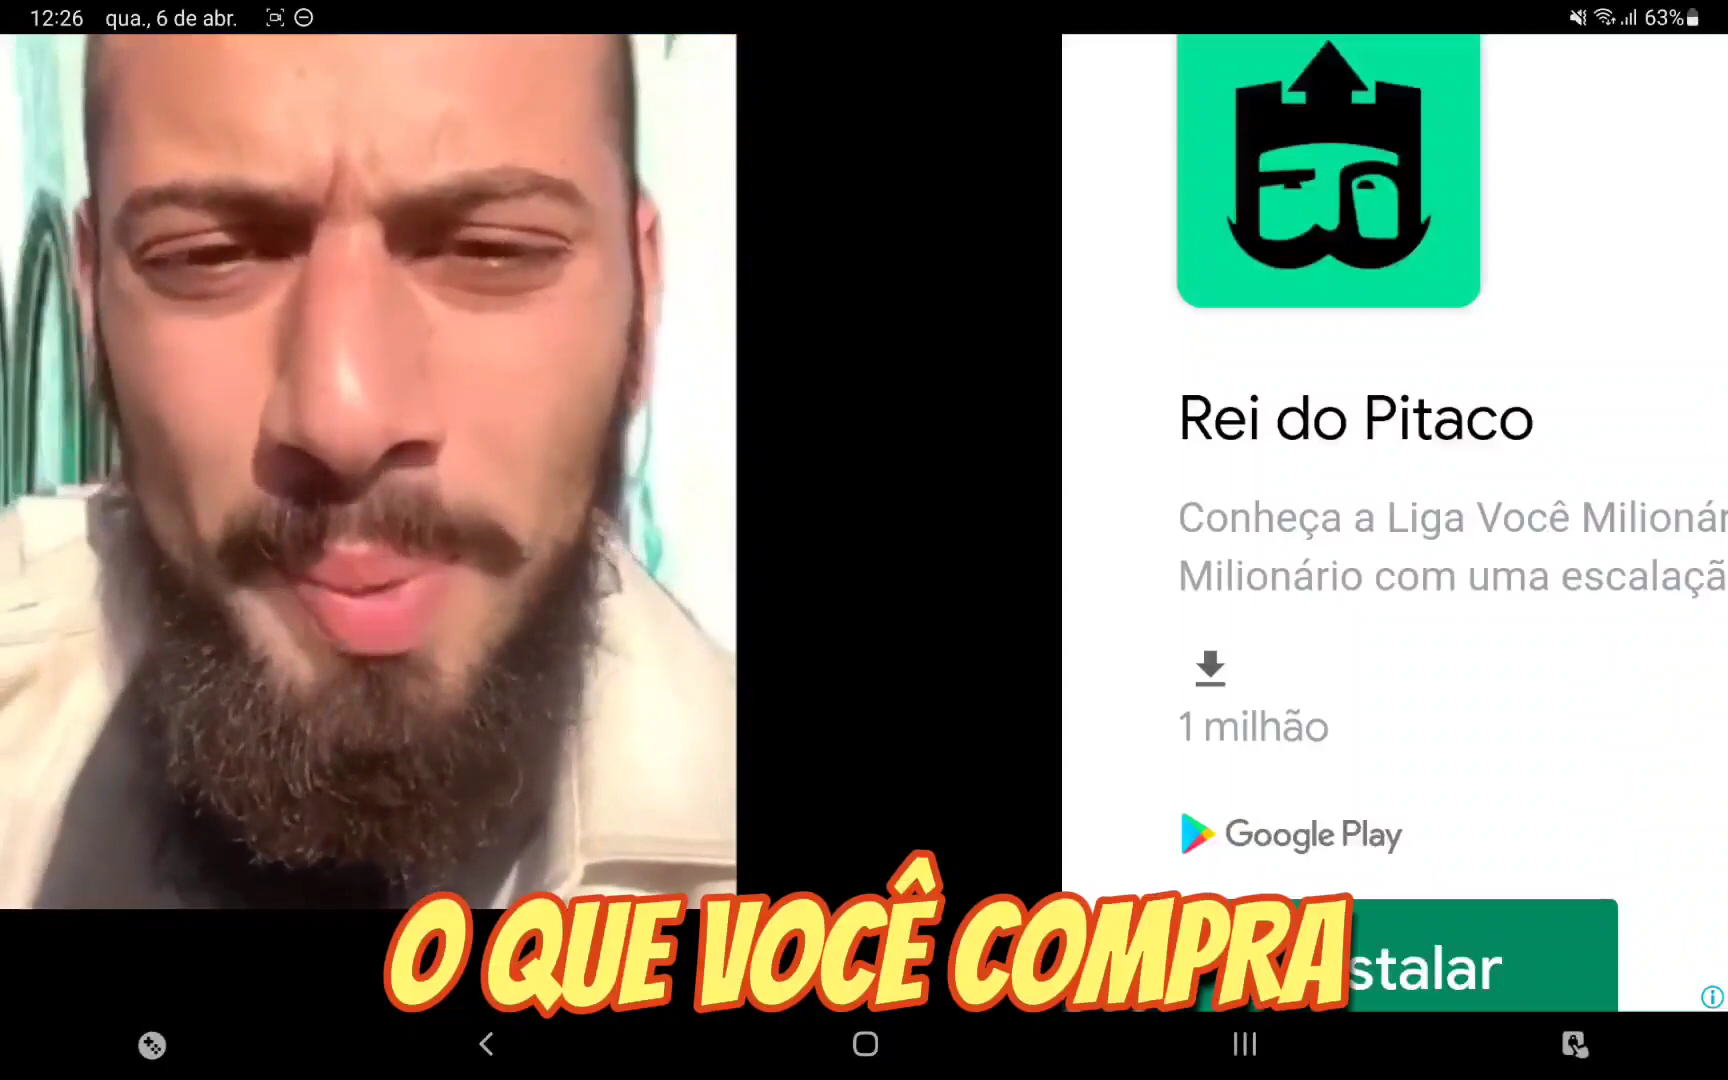 12:26 qua., 6 de abr.
63%
Rei do Pitaco
Conheça a Liga Você Milionár
Milionário com uma escalaçã
1 milhão
Google Play
stalar
O QUE VOCÊ COMPRA